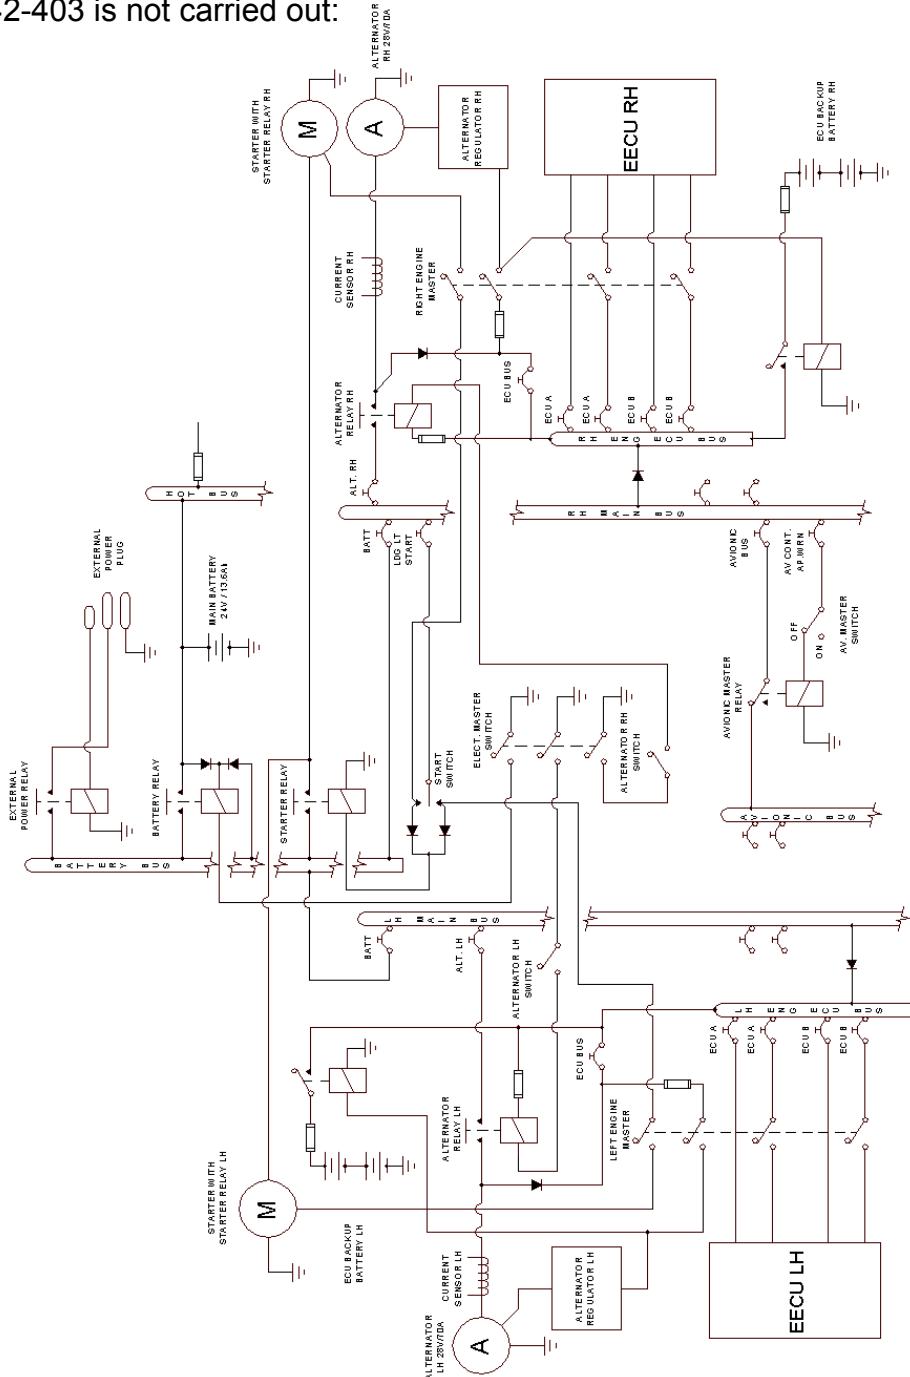 42-403 is not carried out:
ALTERNATOR
RH 28V/70A
STARTER WITH
STARTER RELAY RH
M
A
ALTERNATOR
REGULATOR RH
EECU RH
ECU BACKUP
BATTERY RH
CURRENT
SENSOR RH
RIGHT ENGINE
MASTER
ALTERNATOR
RELAY RH
ECU BUS
ECU A
ECU A
ECU B
ECU B
RH ENG ECU BUS
HOT BUS
ALT. RH
BATT
LDG LT
START
RH MAIN BUS
AVIONIC
BUS
AV. CONT.
AP.WRN
EXTERNAL
POWER
PLUG
MAIN BATTERY
24V / 13.6Ah
OFF
ON
AV. MASTER
SWITCH
AVIONIC MASTER
RELAY
ELECT. MASTER
SWITCH
ALTERNATOR RH
SWITCH
START
SWITCH
EXTERNAL
POWER RELAY
BATTERY RELAY
STARTER RELAY
BATTERY BUS
AVIONIC BUS
LH MAIN BUS
BATT
ALT. LH
ALTERNATOR LH
SWITCH
ECU BUS
LH ENG ECU BUS
ECU A
ECU A
ECU B
ECU B
ALTERNATOR
RELAY LH
LEFT ENGINE
MASTER
STARTER WITH
STARTER RELAY LH
M
ECU BACKUP
BATTERY LH
CURRENT
SENSOR LH
ALTERNATOR
REGULATOR LH
EECU LH
ALTERNATOR
LH 28V/70A
A